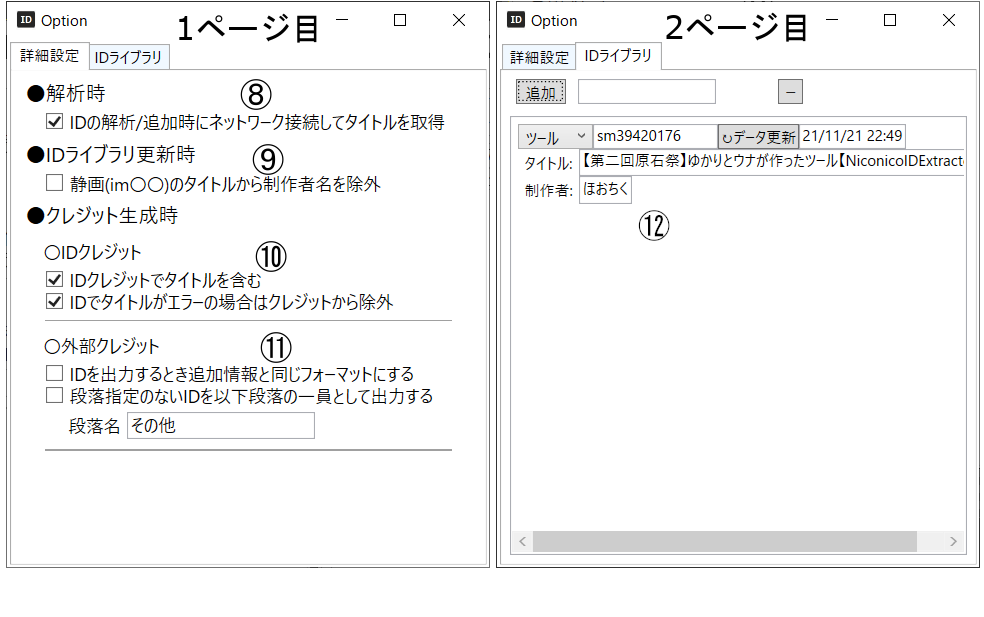 ID Option 1ページ目
詳細設定 IDライブラリ
●解析時 ⑧
IDの解析/追加時にネットワーク接続してタイトルを取得
●IDライブラリ更新時 ⑨
静画(im〇〇)のタイトルから制作者名を除外
●クレジット生成時
〇IDクレジット ⑩
IDクレジットでタイトルを含む
IDでタイトルがエラーの場合はクレジットから除外
〇外部クレジット ⑪
IDを出力するとき追加情報と同じフォーマットにする
段落指定のないIDを以下段落の一員として出力する
段落名 その他
ID Option 2ページ目
詳細設定 IDライブラリ
追加 −
ツール sm39420176 ↻データ更新 21/11/21 22:49
タイトル: 【第二回原石祭】ゆかりとウナが作ったツール【NiconicoIDExtract
制作者: ほおちく
⑫